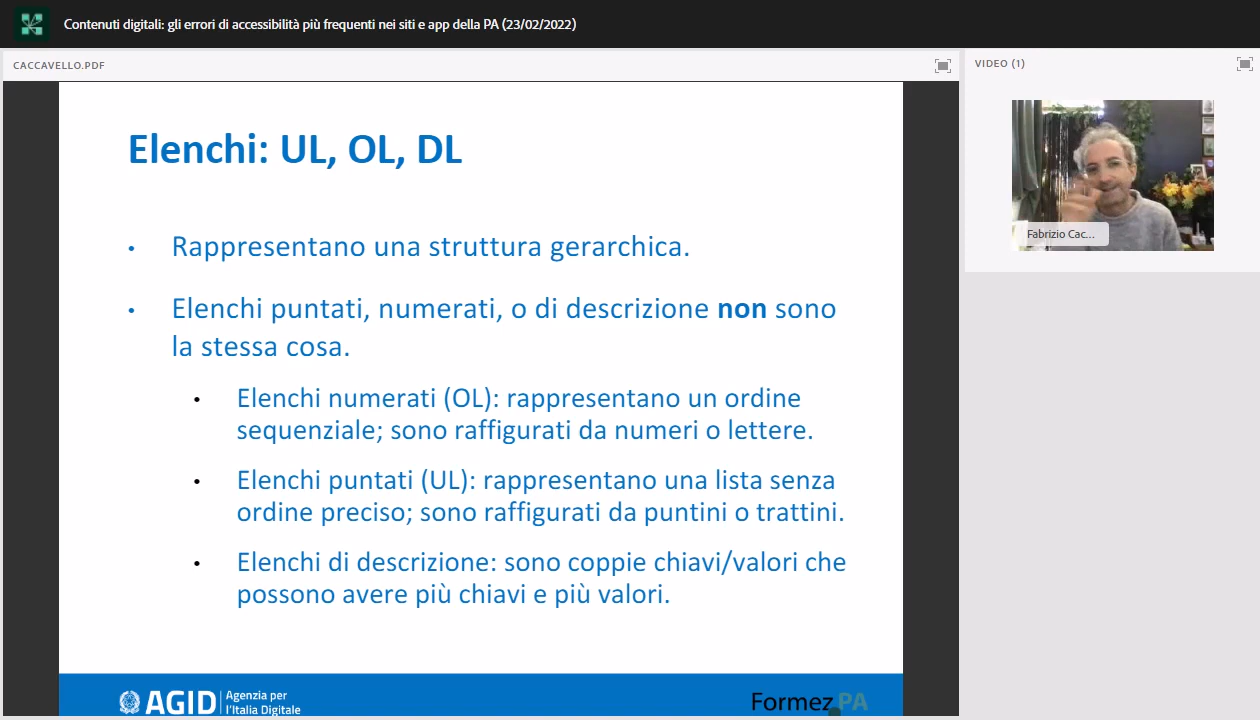 Contenuti digitali: gli errori di accessibilità più frequenti nei siti e app della PA (23/02/2022)
CACCAVELLO.PDF
VIDEO (1)
Elenchi: UL, OL, DL
• Rappresentano una struttura gerarchica.
• Elenchi puntati, numerati, o di descrizione non sono
la stessa cosa.
• Elenchi numerati (OL): rappresentano un ordine
sequenziale; sono raffigurati da numeri o lettere.
• Elenchi puntati (UL): rappresentano una lista senza
ordine preciso; sono raffigurati da puntini o trattini.
• Elenchi di descrizione: sono coppie chiavi/valori che
possono avere più chiavi e più valori.
AGID
Agenzia per
l'Italia Digitale
Formez PA
Fabrizio Cac...